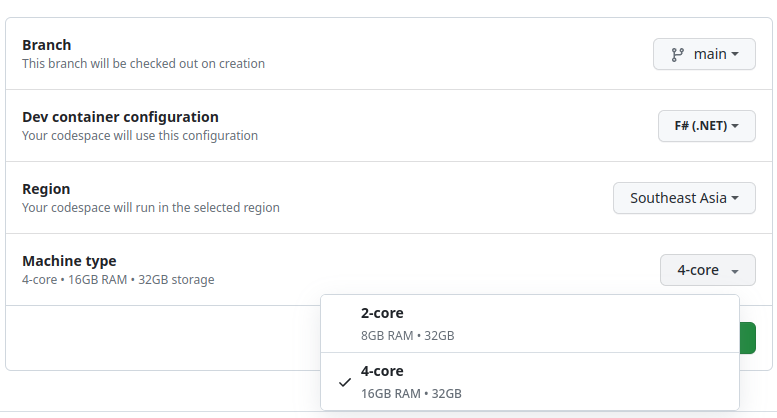 Branch
This branch will be checked out on creation
main
Dev container configuration
Your codespace will use this configuration
F# (.NET)
Region
Your codespace will run in the selected region
Southeast Asia
Machine type
4-core • 16GB RAM • 32GB storage
4-core
2-core
8GB RAM • 32GB
4-core
16GB RAM • 32GB